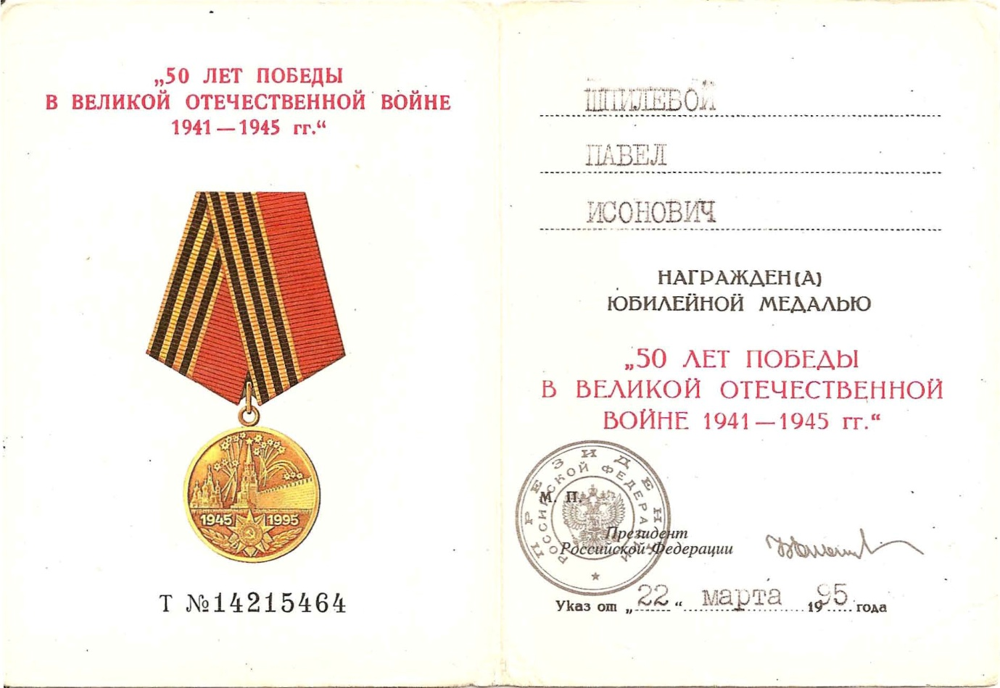 „50 ЛЕТ ПОБЕДЫ
В ВЕЛИКОЙ ОТЕЧЕСТВЕННОЙ ВОЙНЕ
1941—1945 гг.“
1945 1995
Т №14215464
ШПИЛЕВОЙ
ПАВЕЛ
ИСОНОВИЧ
НАГРАЖДЕН(А)
ЮБИЛЕЙНОЙ МЕДАЛЬЮ
„50 ЛЕТ ПОБЕДЫ
В ВЕЛИКОЙ ОТЕЧЕСТВЕННОЙ
ВОЙНЕ 1941—1945 гг.“
ПРЕЗИДЕНТ
РОССИЙСКОЙ ФЕДЕРАЦИИ
М. П.
Президент
Российской Федерации
Указ от „22“ марта 1995 года